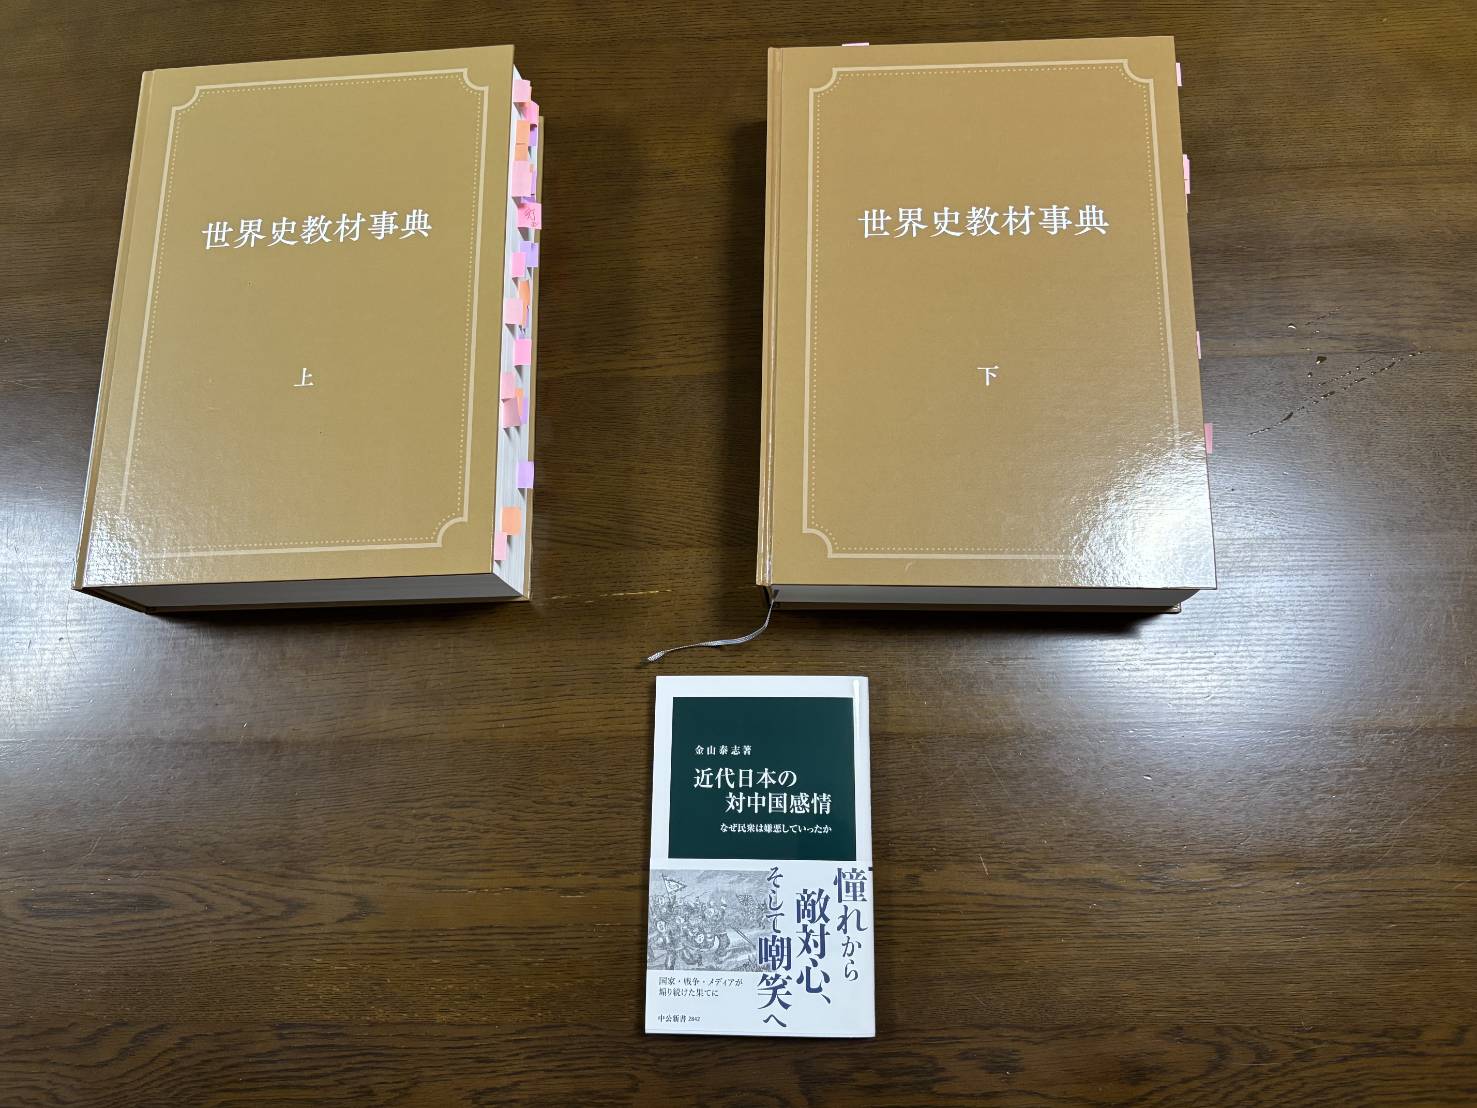 世界史教材事典
上
世界史教材事典
下
金山泰志著
近代日本の
対中国感情
なぜ民衆は嫌悪していったか
憧れから
敵対心、
そして嘲笑へ
国家・戦争・メディアが
煽り続けた果てに
中公新書 2842